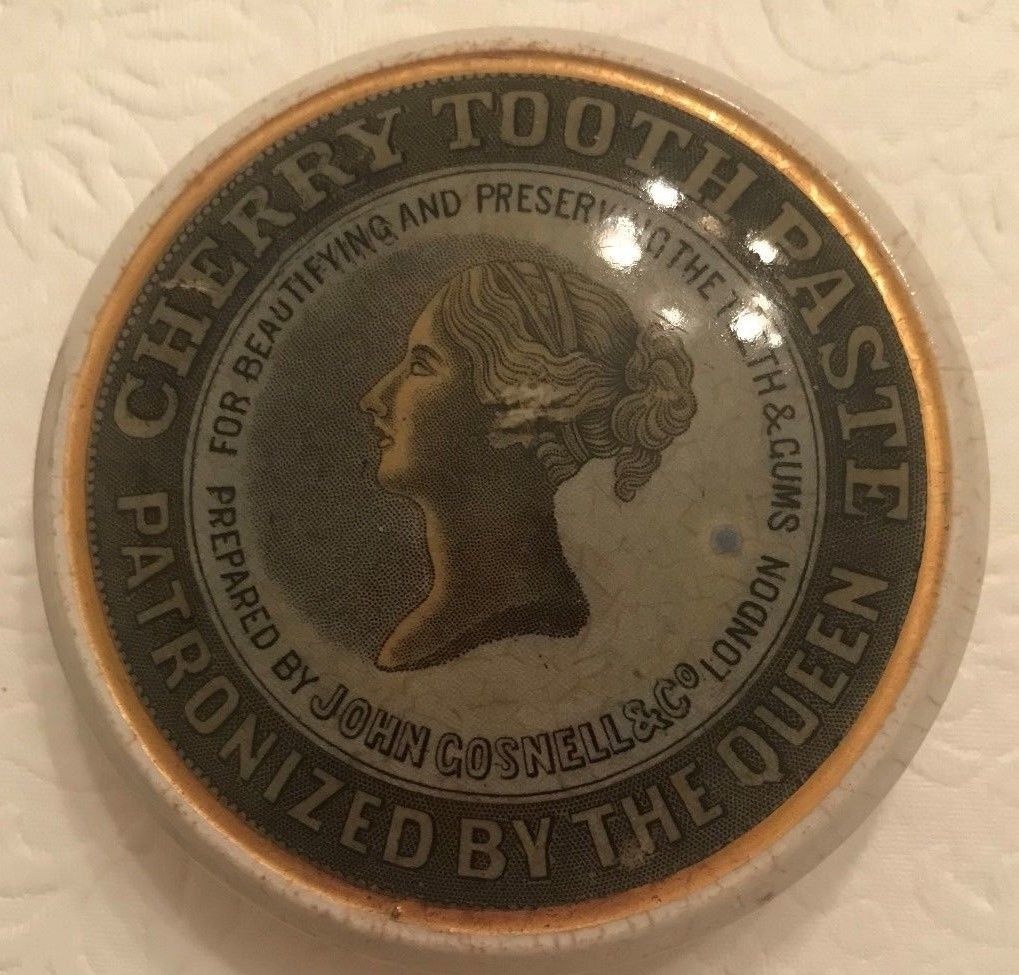 CHERRY TOOTH PASTE
PATRONIZED BY THE QUEEN
FOR BEAUTIFYING AND PRESERVING THE TEETH & GUMS
PREPARED BY JOHN GOSNELL & Co LONDON